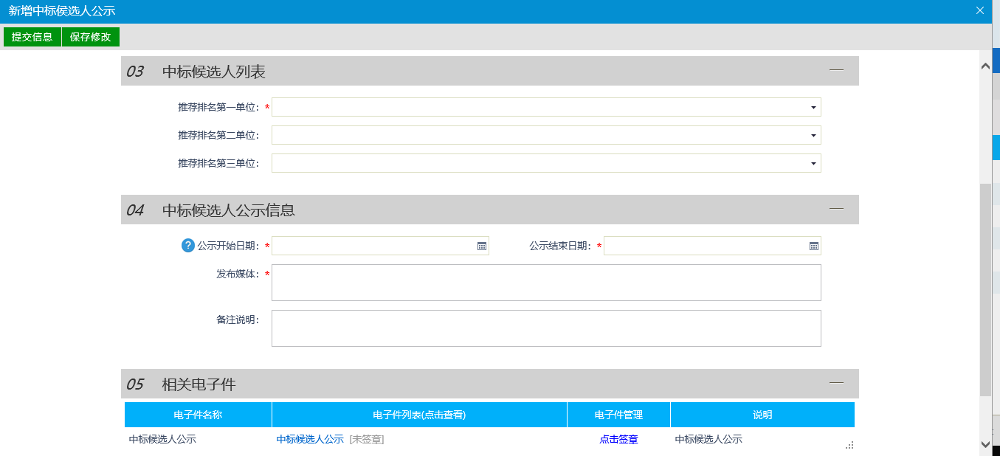 新增中标候选人公示
提交信息 保存修改
03 中标候选人列表
推荐排名第一单位: *
推荐排名第二单位:
推荐排名第三单位:
04 中标候选人公示信息
? 公示开始日期: * 公示结束日期: *
发布媒体: *
备注说明:
05 相关电子件
电子件名称 电子件列表(点击查看) 电子件管理 说明
中标候选人公示 中标候选人公示 [未签章] 点击签章 中标候选人公示